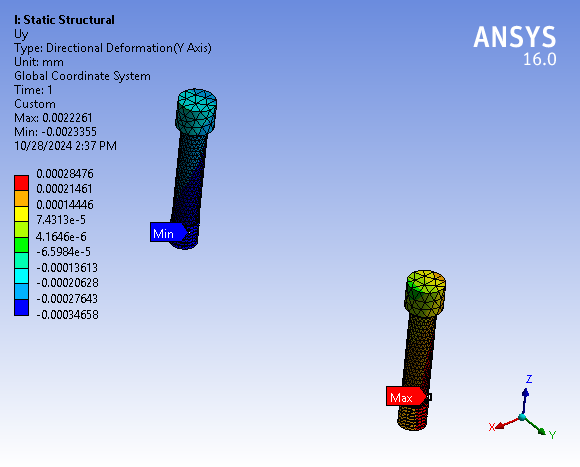 I: Static Structural
Uy
Type: Directional Deformation(Y Axis)
Unit: mm
Global Coordinate System
Time: 1
Custom
Max: 0.0022261
Min: -0.0023355
10/28/2024 2:37 PM
ANSYS
16.0
0.00028476
0.00021461
0.00014446
7.4313e-5
4.1646e-6
-6.5984e-5
-0.00013613
-0.00020628
-0.00027643
-0.00034658
Min
Max
Z
X
Y